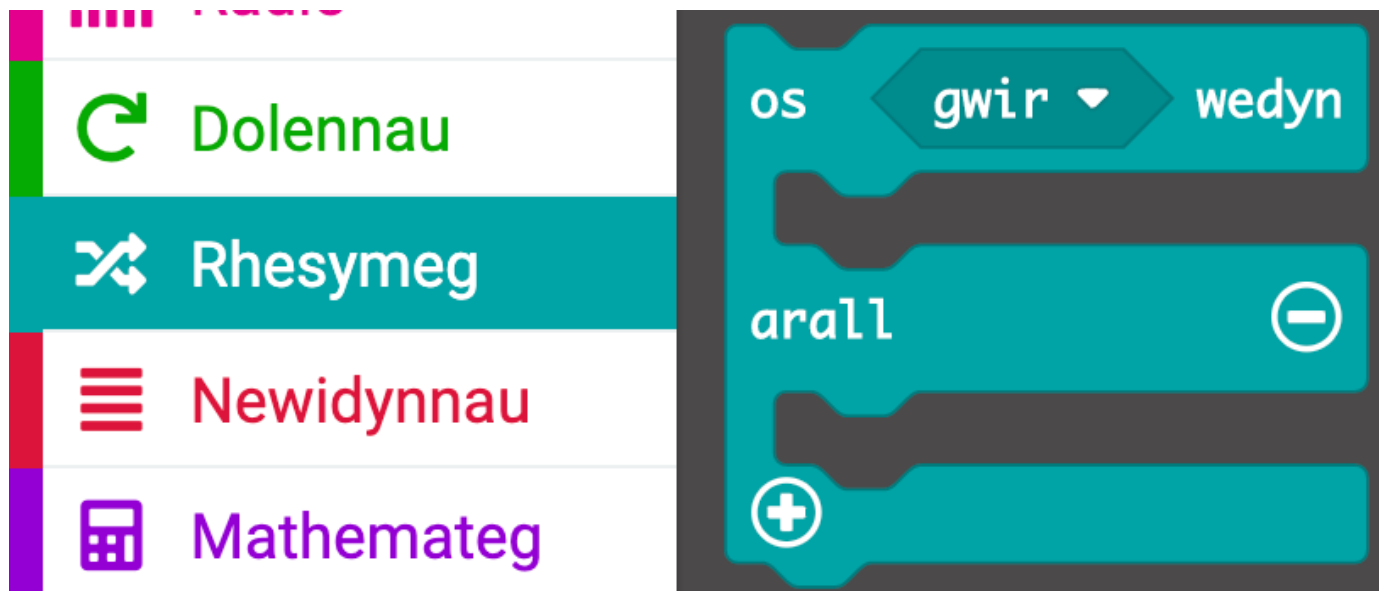 Dolennau
Rhesymeg
Newidynnau
Mathemateg
os gwir wedyn
arall